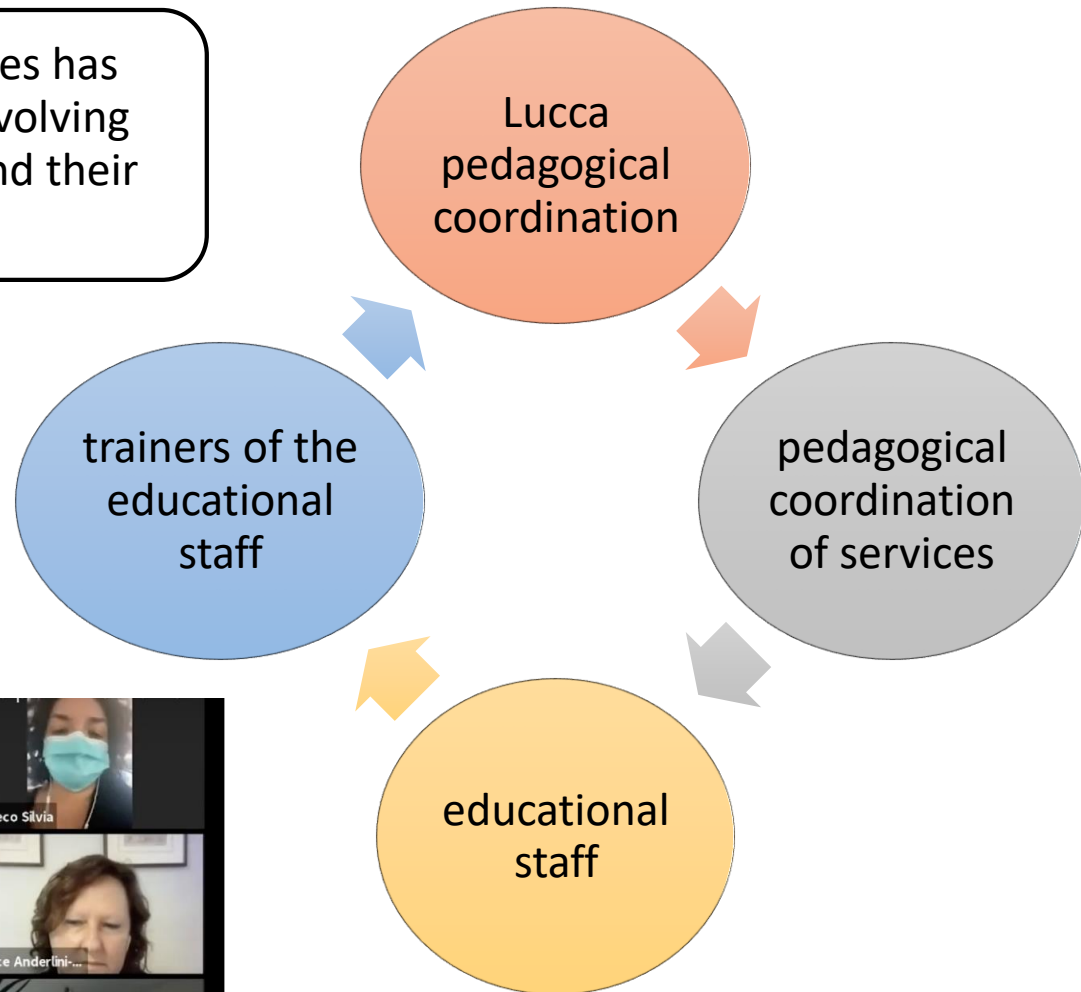 es has
volving
nd their
Lucca
pedagogical
coordination
trainers of the
educational
staff
pedagogical
coordination
of services
educational
staff
eco Silvia
ce Anderlini-...